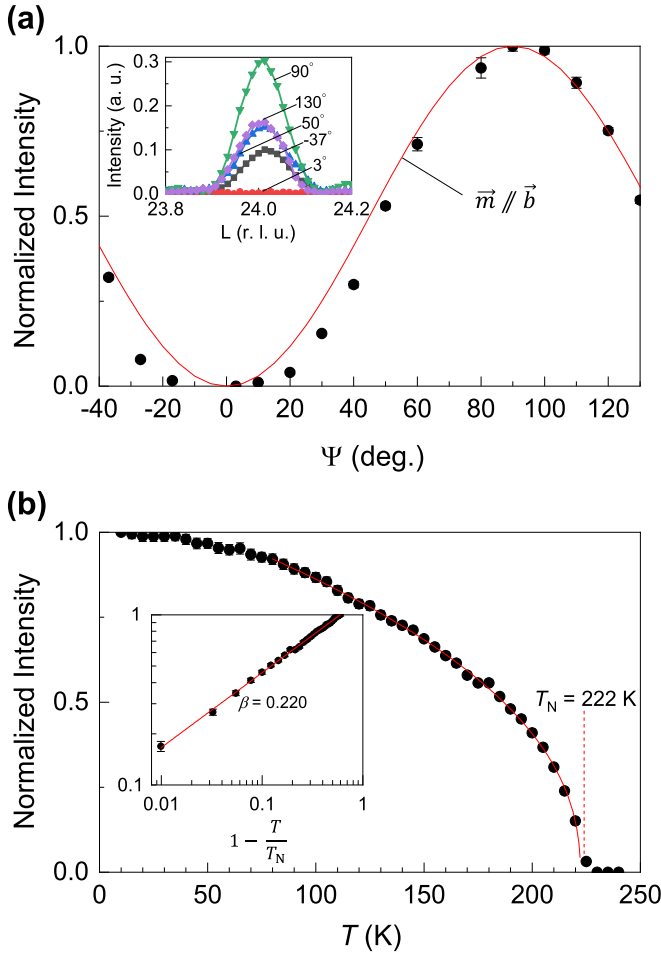 (a)
1.0
0.5
0.0
Normalized Intensity
0.3
0.2
0.1
0.0
Intensity (a. u.)
90°
130°
50°
-37°
3°
23.8 24.0 24.2
L (r. l. u.)
m⃗ ∥ b⃗
-40 -20 0 20 40 60 80 100 120
Ψ (deg.)
(b)
1.0
0.5
0.0
Normalized Intensity
1
0.1
β = 0.220
0.01 0.1 1
1 − T/T_N
T_N = 222 K
0 50 100 150 200 250
T (K)